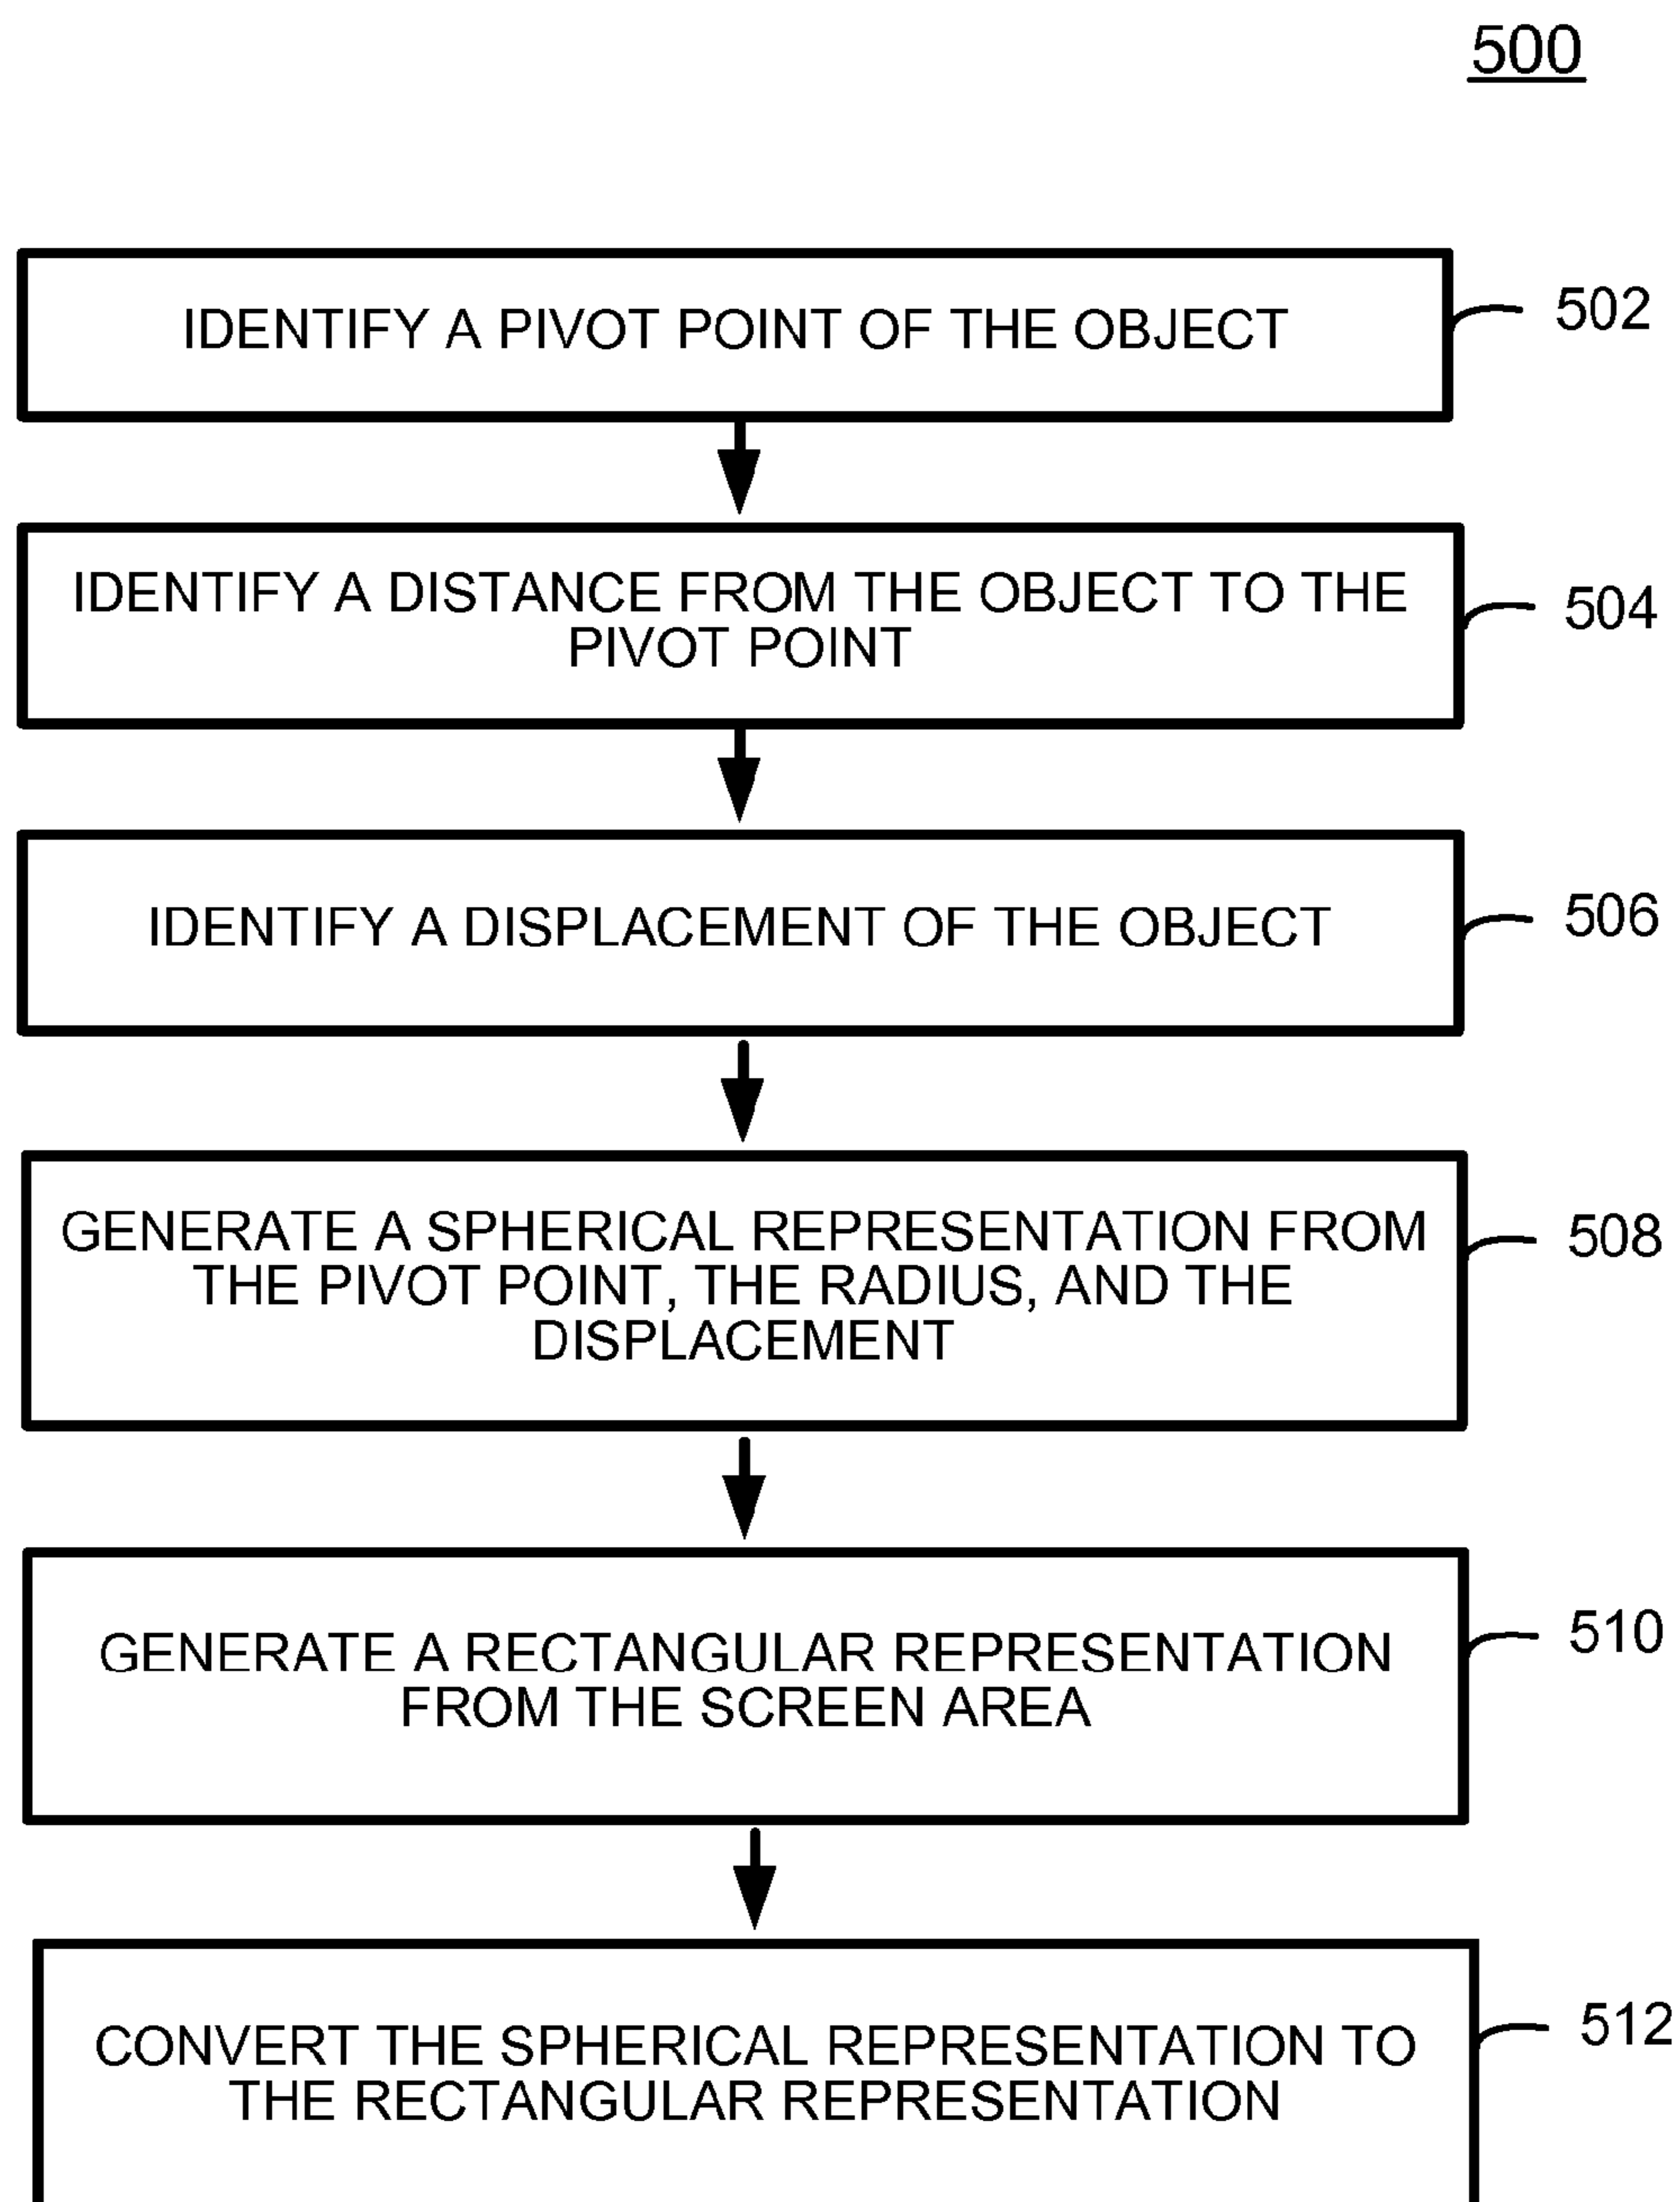 500
IDENTIFY A PIVOT POINT OF THE OBJECT
502
IDENTIFY A DISTANCE FROM THE OBJECT TO THE
PIVOT POINT
504
IDENTIFY A DISPLACEMENT OF THE OBJECT
506
GENERATE A SPHERICAL REPRESENTATION FROM
THE PIVOT POINT, THE RADIUS, AND THE
DISPLACEMENT
508
GENERATE A RECTANGULAR REPRESENTATION
FROM THE SCREEN AREA
510
CONVERT THE SPHERICAL REPRESENTATION TO
THE RECTANGULAR REPRESENTATION
512